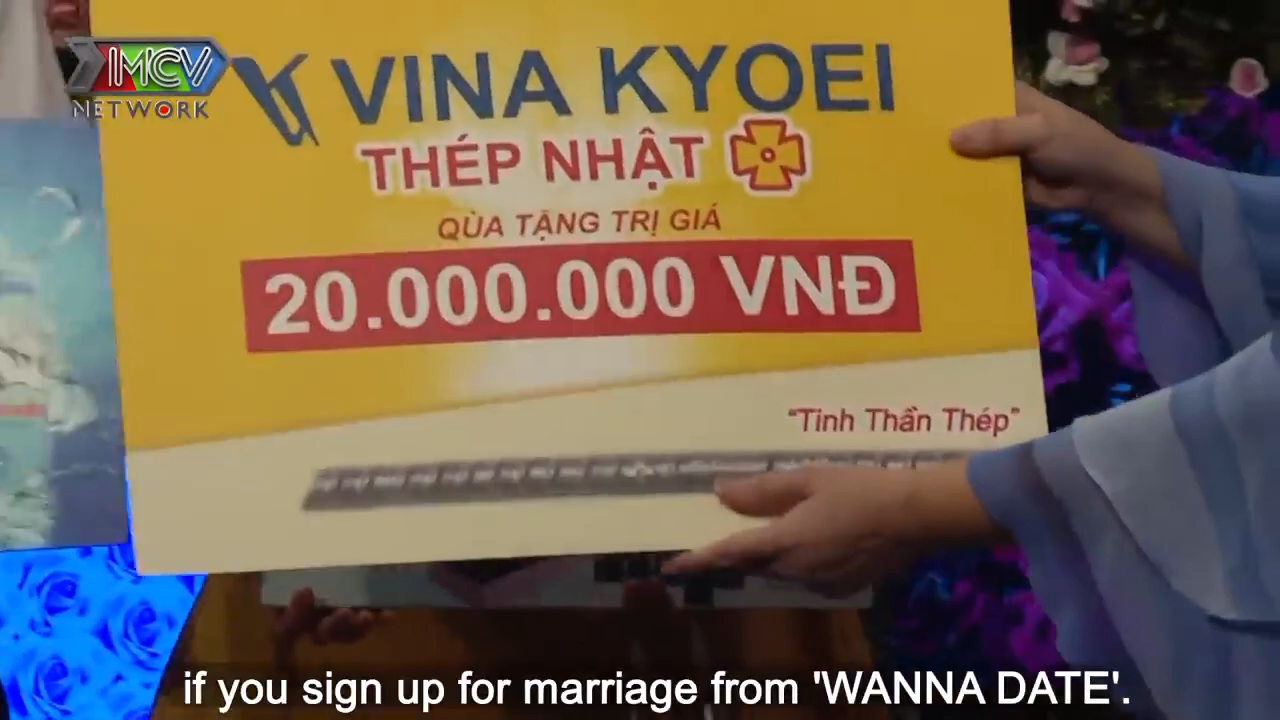 MCV
NETWORK
VINA KYOEI
THÉP NHẬT
QÙA TẶNG TRỊ GIÁ
20.000.000 VNĐ
“Tinh Thần Thép”
if you sign up for marriage from 'WANNA DATE'.